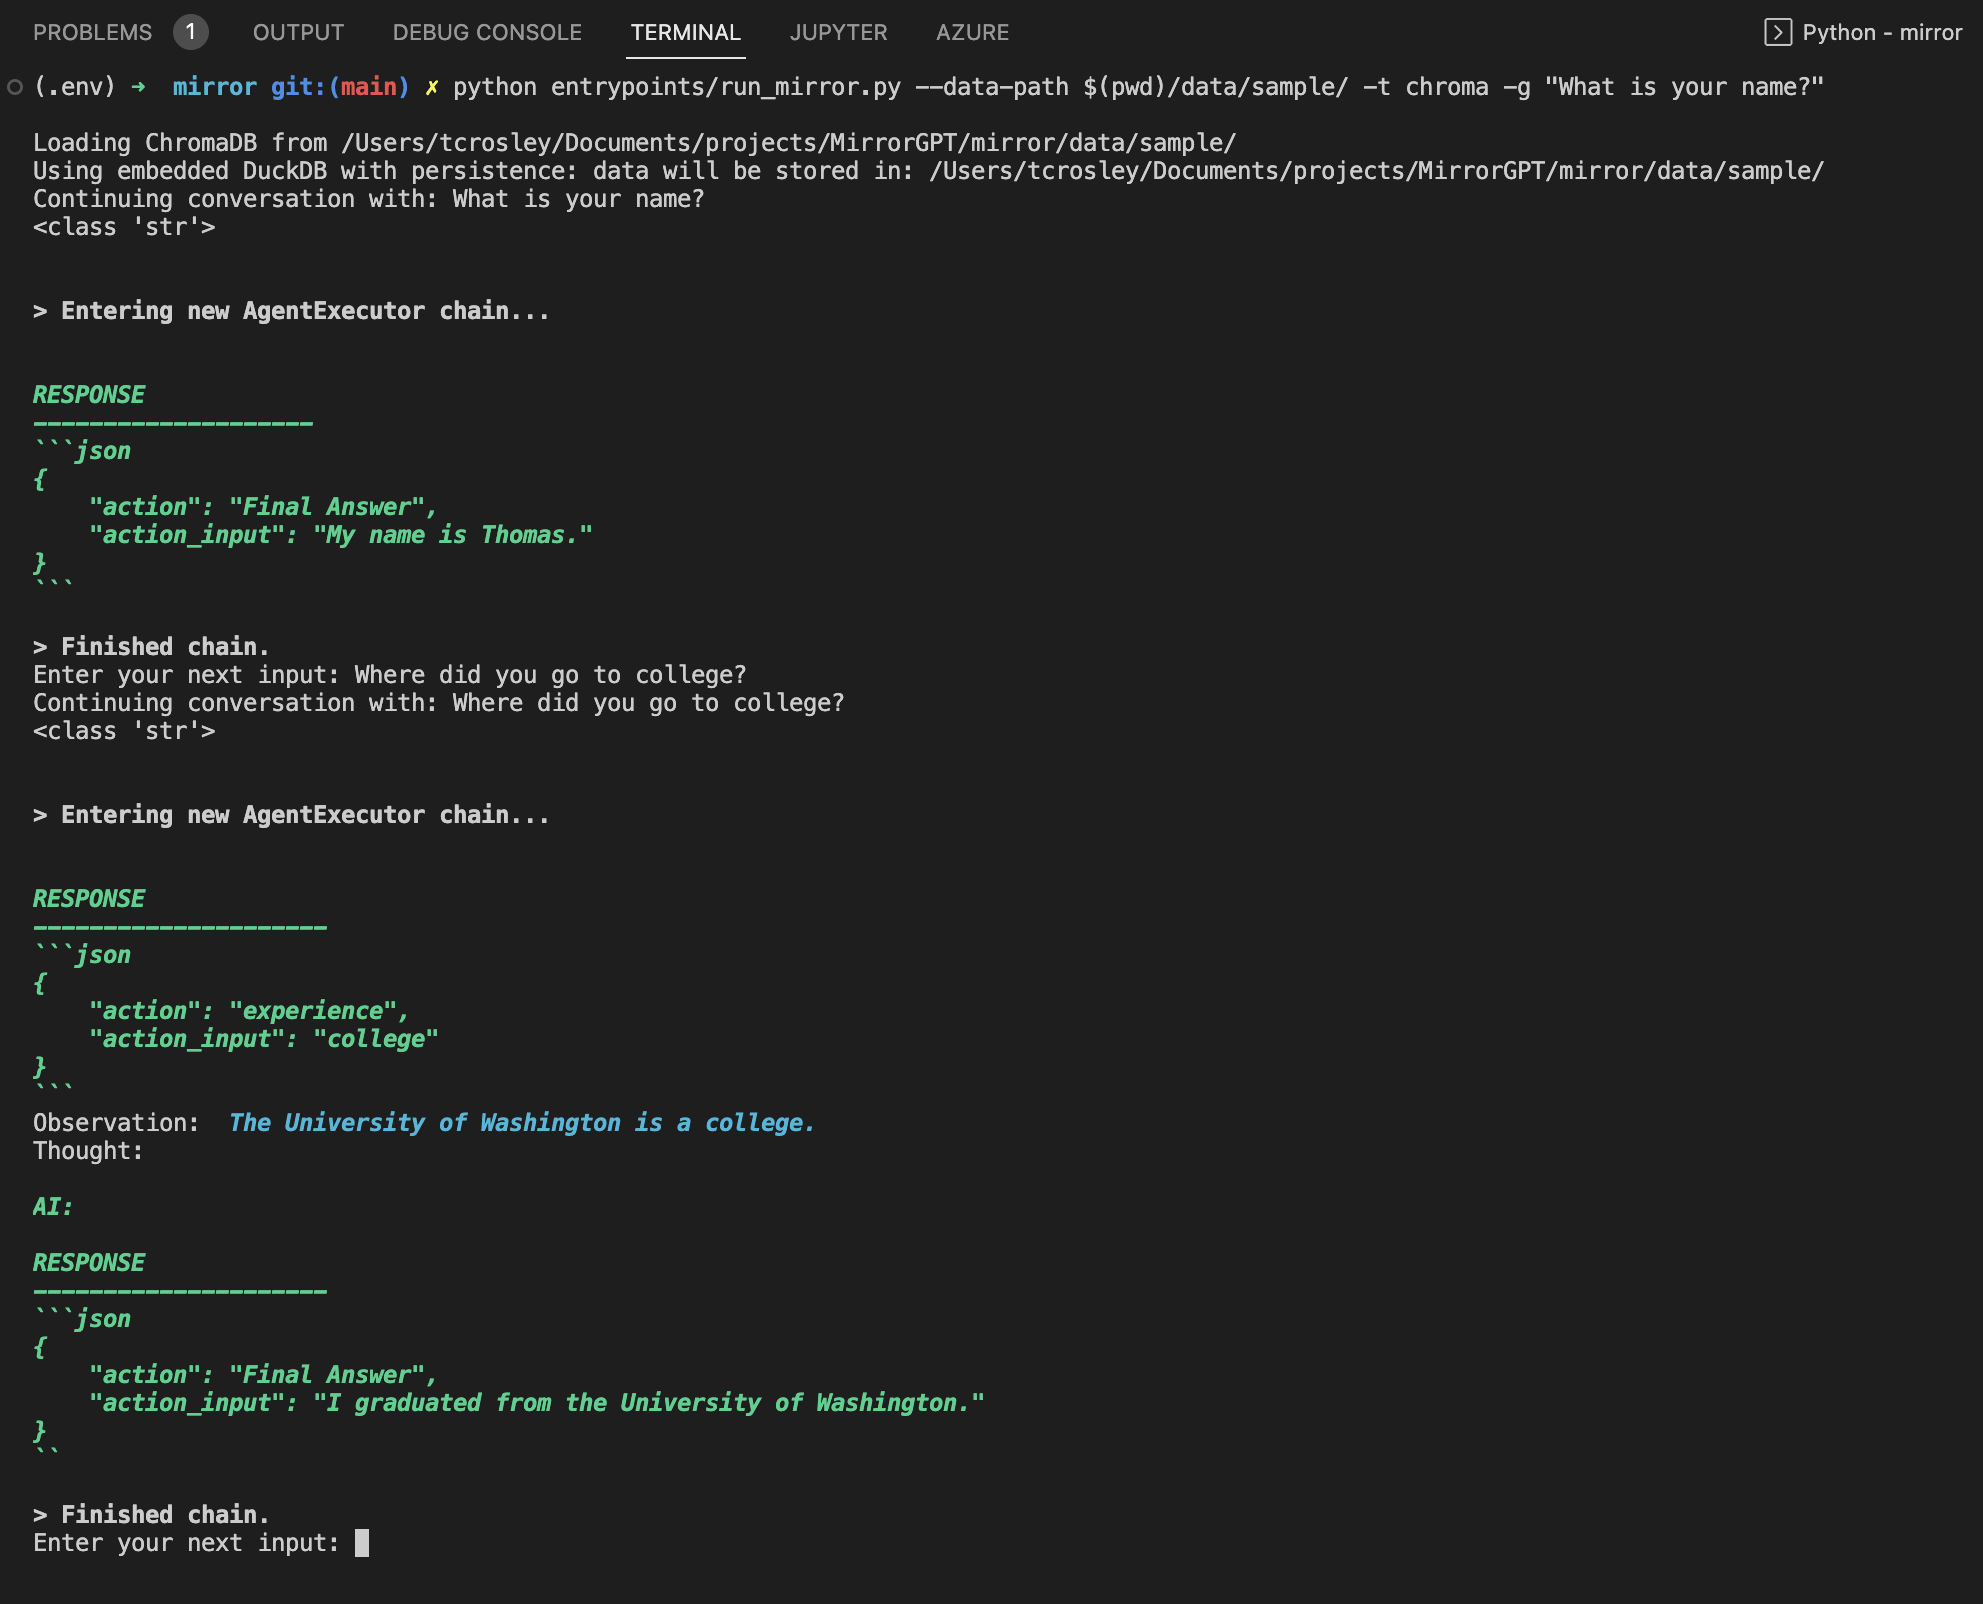 PROBLEMS 1 OUTPUT DEBUG CONSOLE TERMINAL JUPYTER AZURE Python - mirror
(.env) ➜  mirror git:(main) ✗ python entrypoints/run_mirror.py --data-path $(pwd)/data/sample/ -t chroma -g "What is your name?"
Loading ChromaDB from /Users/tcrosley/Documents/projects/MirrorGPT/mirror/data/sample/
Using embedded DuckDB with persistence: data will be stored in: /Users/tcrosley/Documents/projects/MirrorGPT/mirror/data/sample/
Continuing conversation with: What is your name?
<class 'str'>
> Entering new AgentExecutor chain...
RESPONSE
--------------------
```json
{
    "action": "Final Answer",
    "action_input": "My name is Thomas."
}
```
> Finished chain.
Enter your next input: Where did you go to college?
Continuing conversation with: Where did you go to college?
<class 'str'>
> Entering new AgentExecutor chain...
RESPONSE
---------------------
```json
{
    "action": "experience",
    "action_input": "college"
}
```
Observation:  The University of Washington is a college.
Thought:
AI:
RESPONSE
---------------------
```json
{
    "action": "Final Answer",
    "action_input": "I graduated from the University of Washington."
}
``
> Finished chain.
Enter your next input: